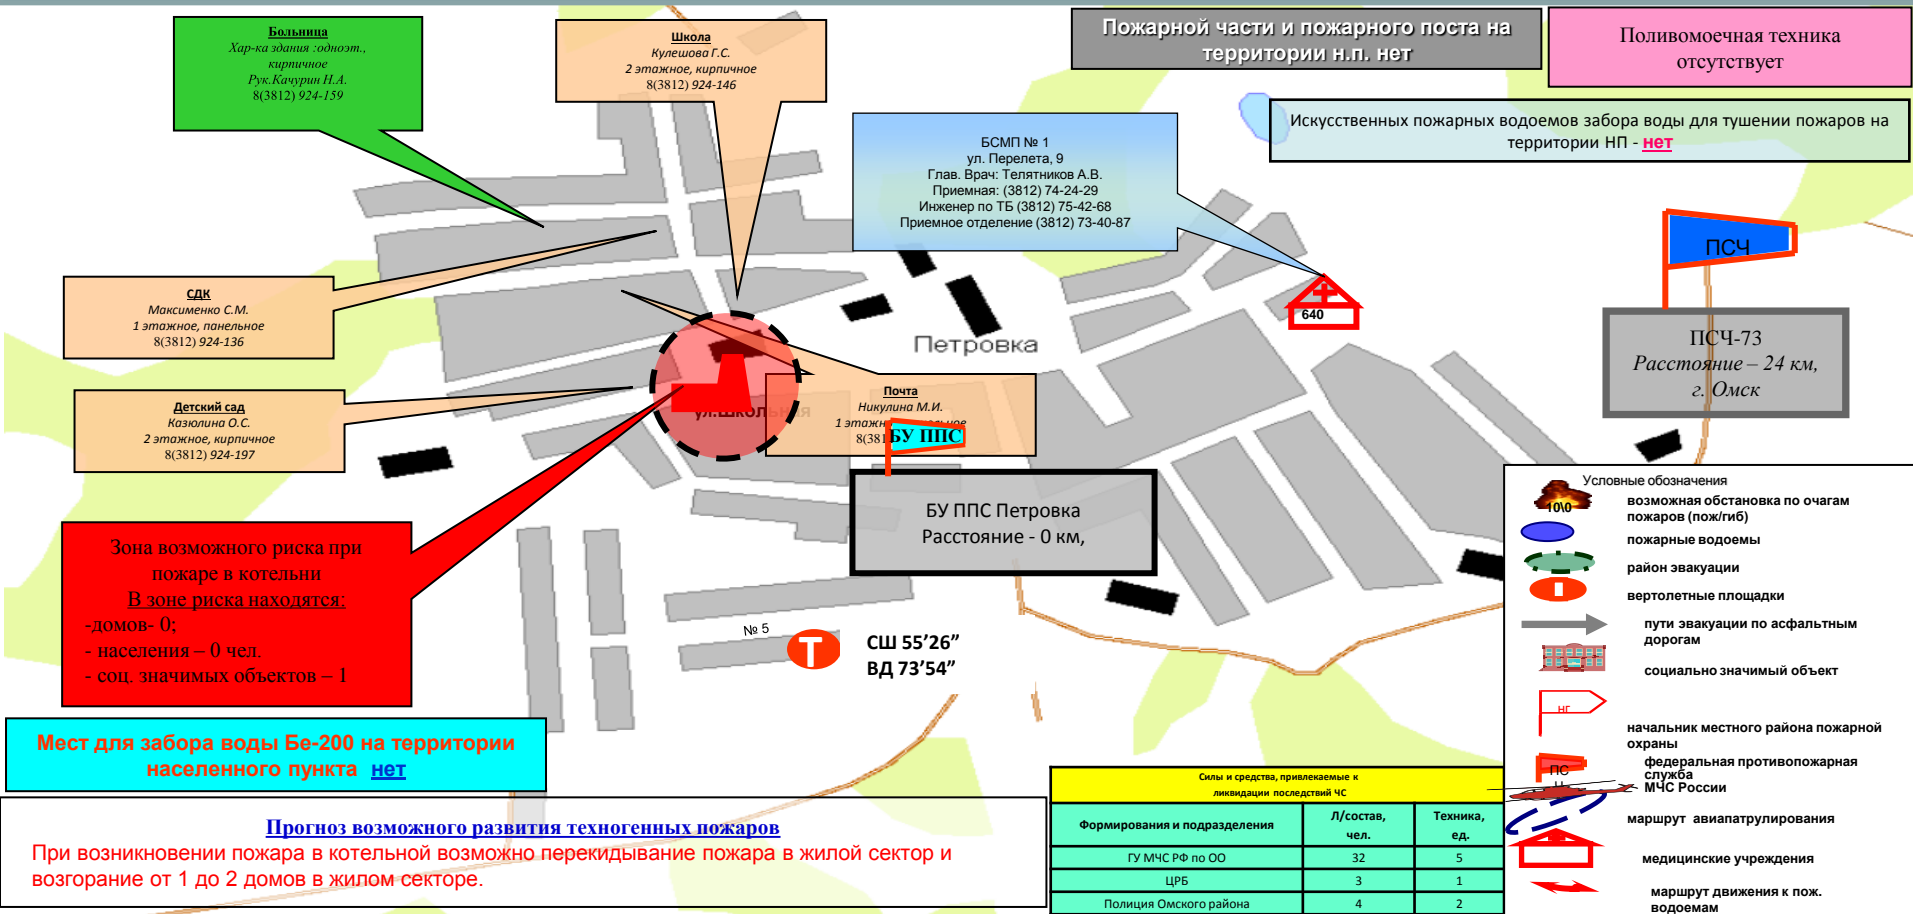 Больница
Хар-ка здания :одноэт.,
кирпичное
Рук.Качурин Н.А.
8(3812) 924-159
Школа
Кулешова Г.С.
2 этажное, кирпичное
8(3812) 924-146
Пожарной части и пожарного поста на
территории н.п. нет
Поливомоечная техника
отсутствует
Искусственных пожарных водоемов забора воды для тушении пожаров на
территории НП - нет
БСМП № 1
ул. Перелета, 9
Глав. Врач: Телятников А.В.
Приемная: (3812) 74-24-29
Инженер по ТБ (3812) 75-42-68
Приемное отделение (3812) 73-40-87
ПСЧ
СДК
Максименко С.М.
1 этажное, панельное
8(3812) 924-136
640
Петровка
ПСЧ-73
Расстояние – 24 км,
г. Омск
Детский сад
Казюлина О.С.
2 этажное, кирпичное
8(3812) 924-197
ул.Школьная
Почта
Никулина М.И.
1 этажн
8(381
БУ ППС
БУ ППС Петровка
Расстояние - 0 км,
Зона возможного риска при
пожаре в котельни
В зоне риска находятся:
-домов- 0;
- населения – 0 чел.
- соц. значимых объектов – 1
№ 5
Т
СШ 55’26”
ВД 73’54”
Мест для забора воды Бе-200 на территории
населенного пункта нет
Прогноз возможного развития техногенных пожаров
При возникновении пожара в котельной возможно перекидывание пожара в жилой сектор и
возгорание от 1 до 2 домов в жилом секторе.
Силы и средства, привлекаемые к
ликвидации последствий ЧС
Формирования и подразделения Л/состав, чел. Техника, ед.
ГУ МЧС РФ по ОО 32 5
ЦРБ 3 1
Полиция Омского района 4 2
Условные обозначения
10\0
возможная обстановка по очагам
пожаров (пож/гиб)
пожарные водоемы
район эвакуации
вертолетные площадки
пути эвакуации по асфальтным
дорогам
социально значимый объект
НГ
начальник местного района пожарной
охраны
ПС
федеральная противопожарная
служба
МЧС России
маршрут авиапатрулирования
медицинские учреждения
маршрут движения к пож.
водоемам